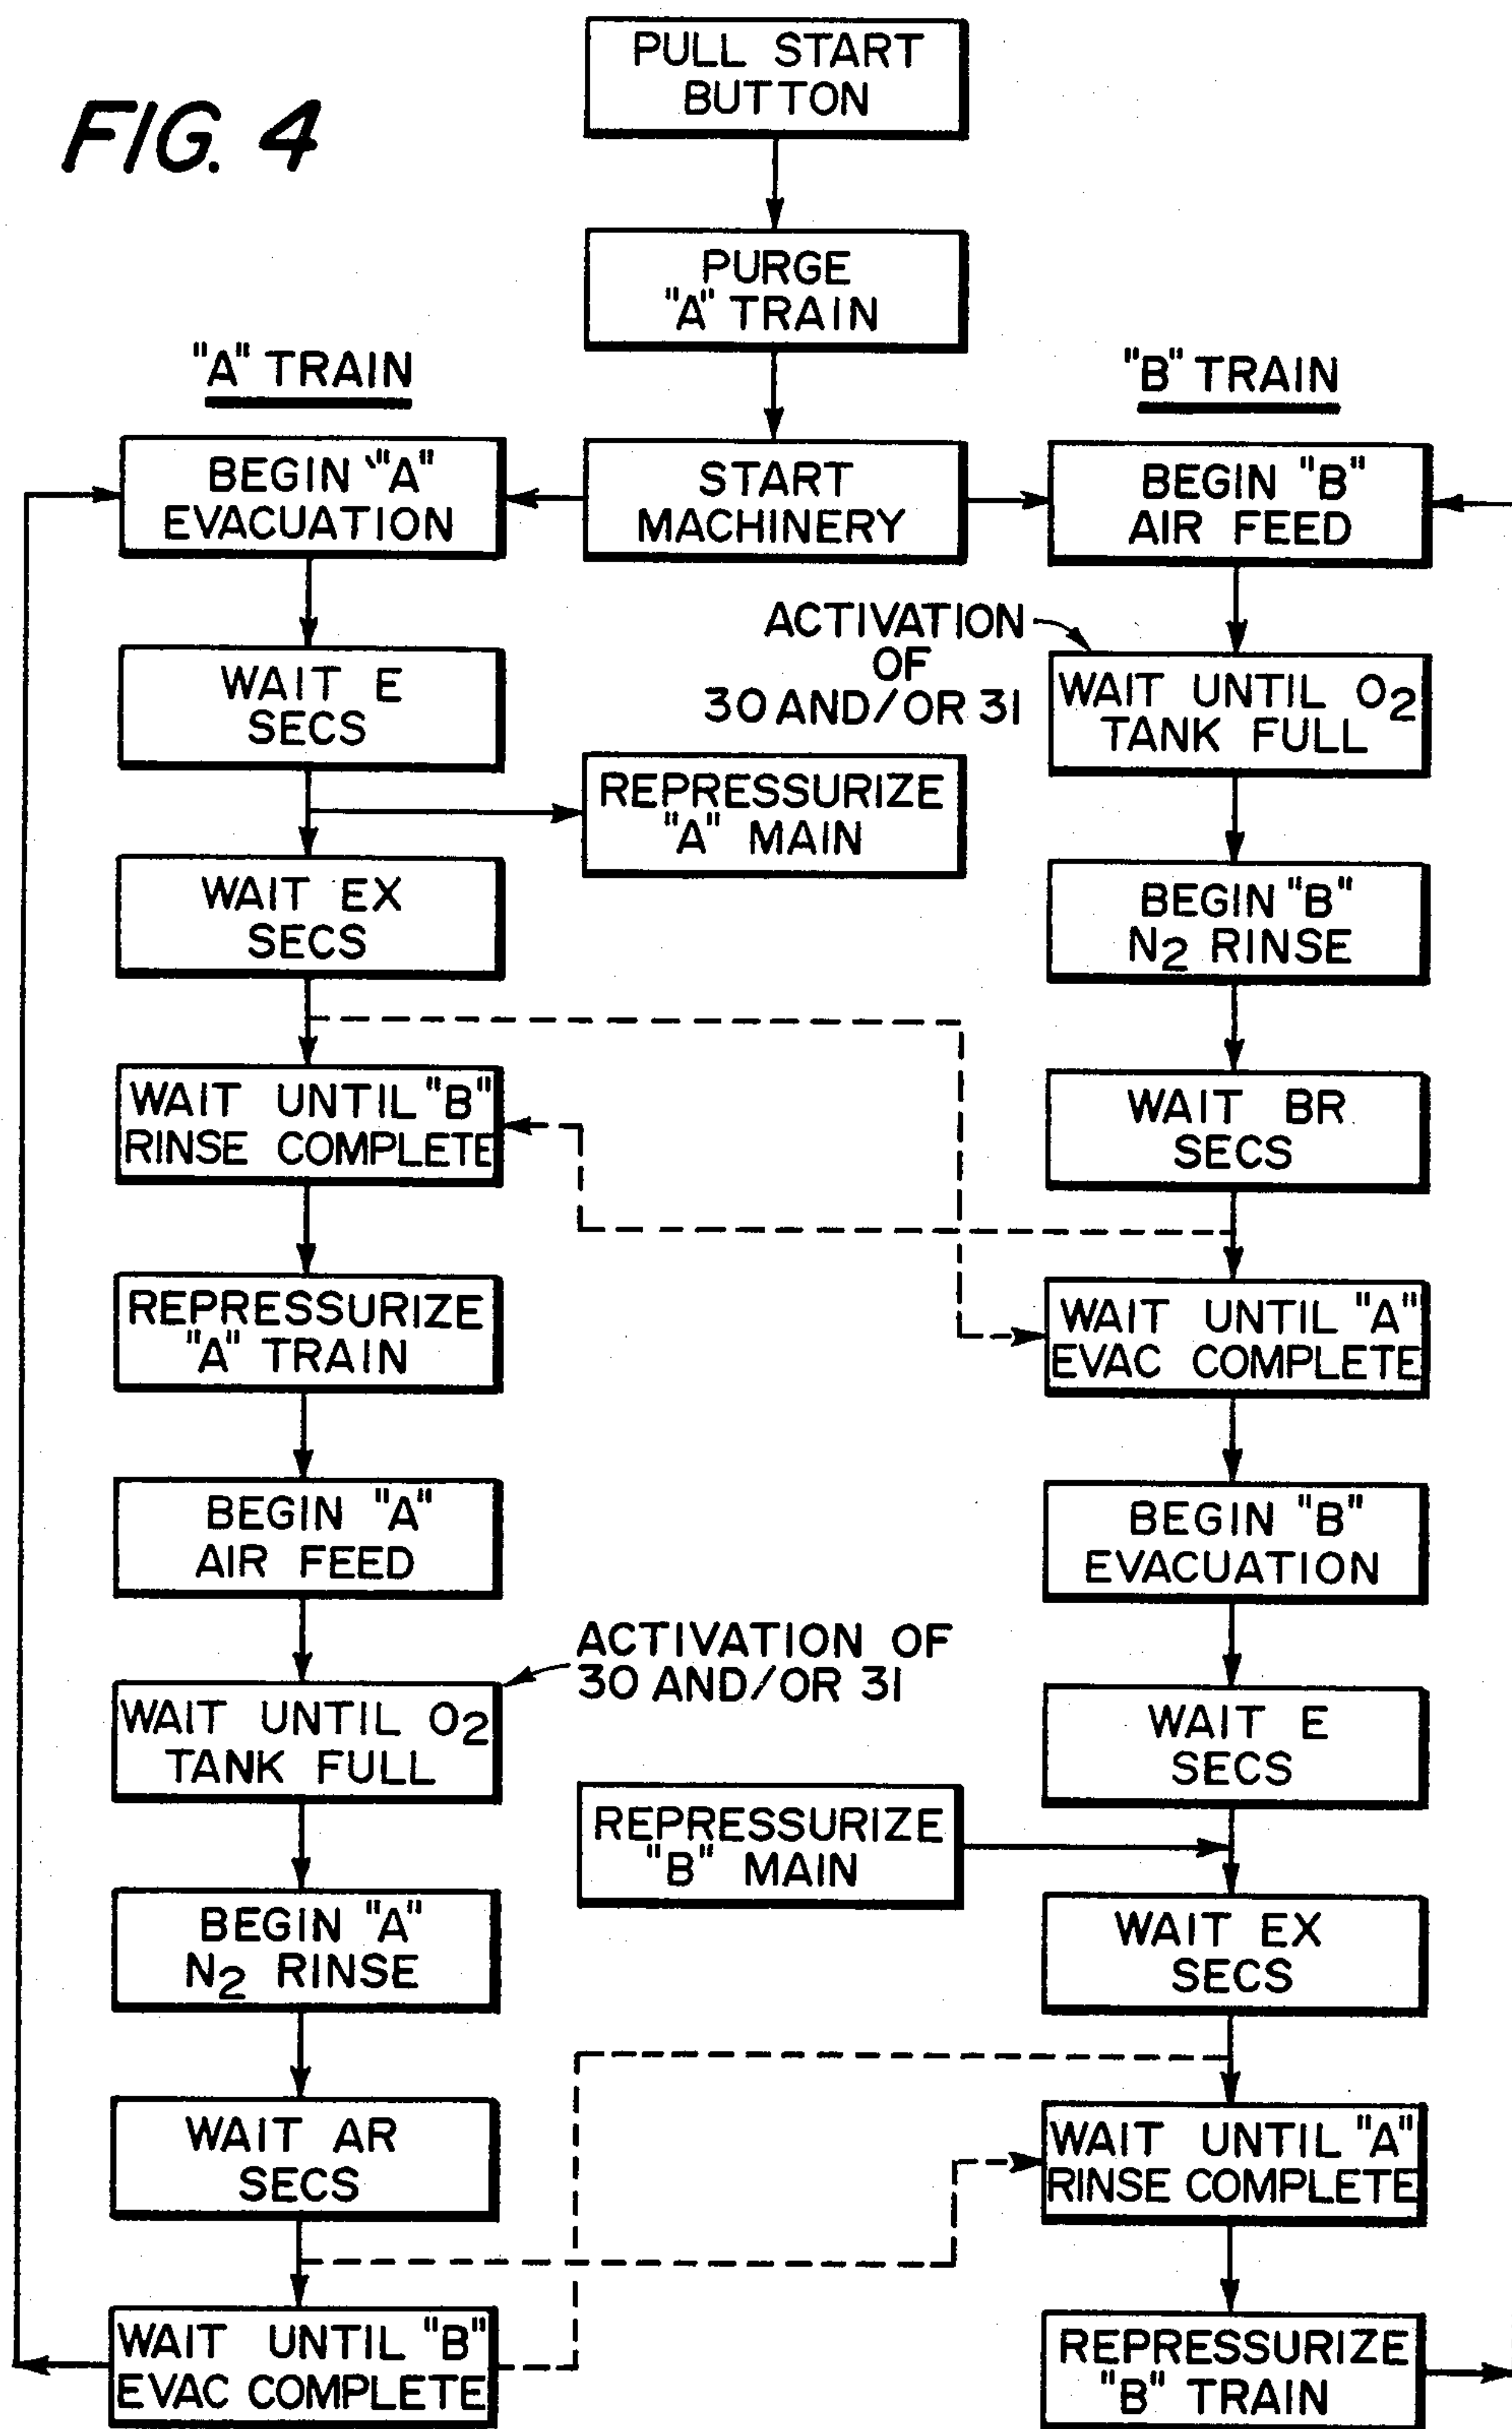 FIG. 4
PULL START
BUTTON
PURGE
"A" TRAIN
START
MACHINERY
"A" TRAIN
BEGIN "A"
EVACUATION
WAIT E
SECS
REPRESSURIZE
"A" MAIN
WAIT EX
SECS
WAIT UNTIL "B"
RINSE COMPLETE
REPRESSURIZE
"A" TRAIN
BEGIN "A"
AIR FEED
ACTIVATION OF
30 AND/OR 31
WAIT UNTIL O2
TANK FULL
BEGIN "A"
N2 RINSE
WAIT AR
SECS
WAIT UNTIL "B"
EVAC COMPLETE
"B" TRAIN
BEGIN "B"
AIR FEED
ACTIVATION
OF
30 AND/OR 31
WAIT UNTIL O2
TANK FULL
BEGIN "B"
N2 RINSE
WAIT BR
SECS
WAIT UNTIL "A"
EVAC COMPLETE
BEGIN "B"
EVACUATION
WAIT E
SECS
REPRESSURIZE
"B" MAIN
WAIT EX
SECS
WAIT UNTIL "A"
RINSE COMPLETE
REPRESSURIZE
"B" TRAIN